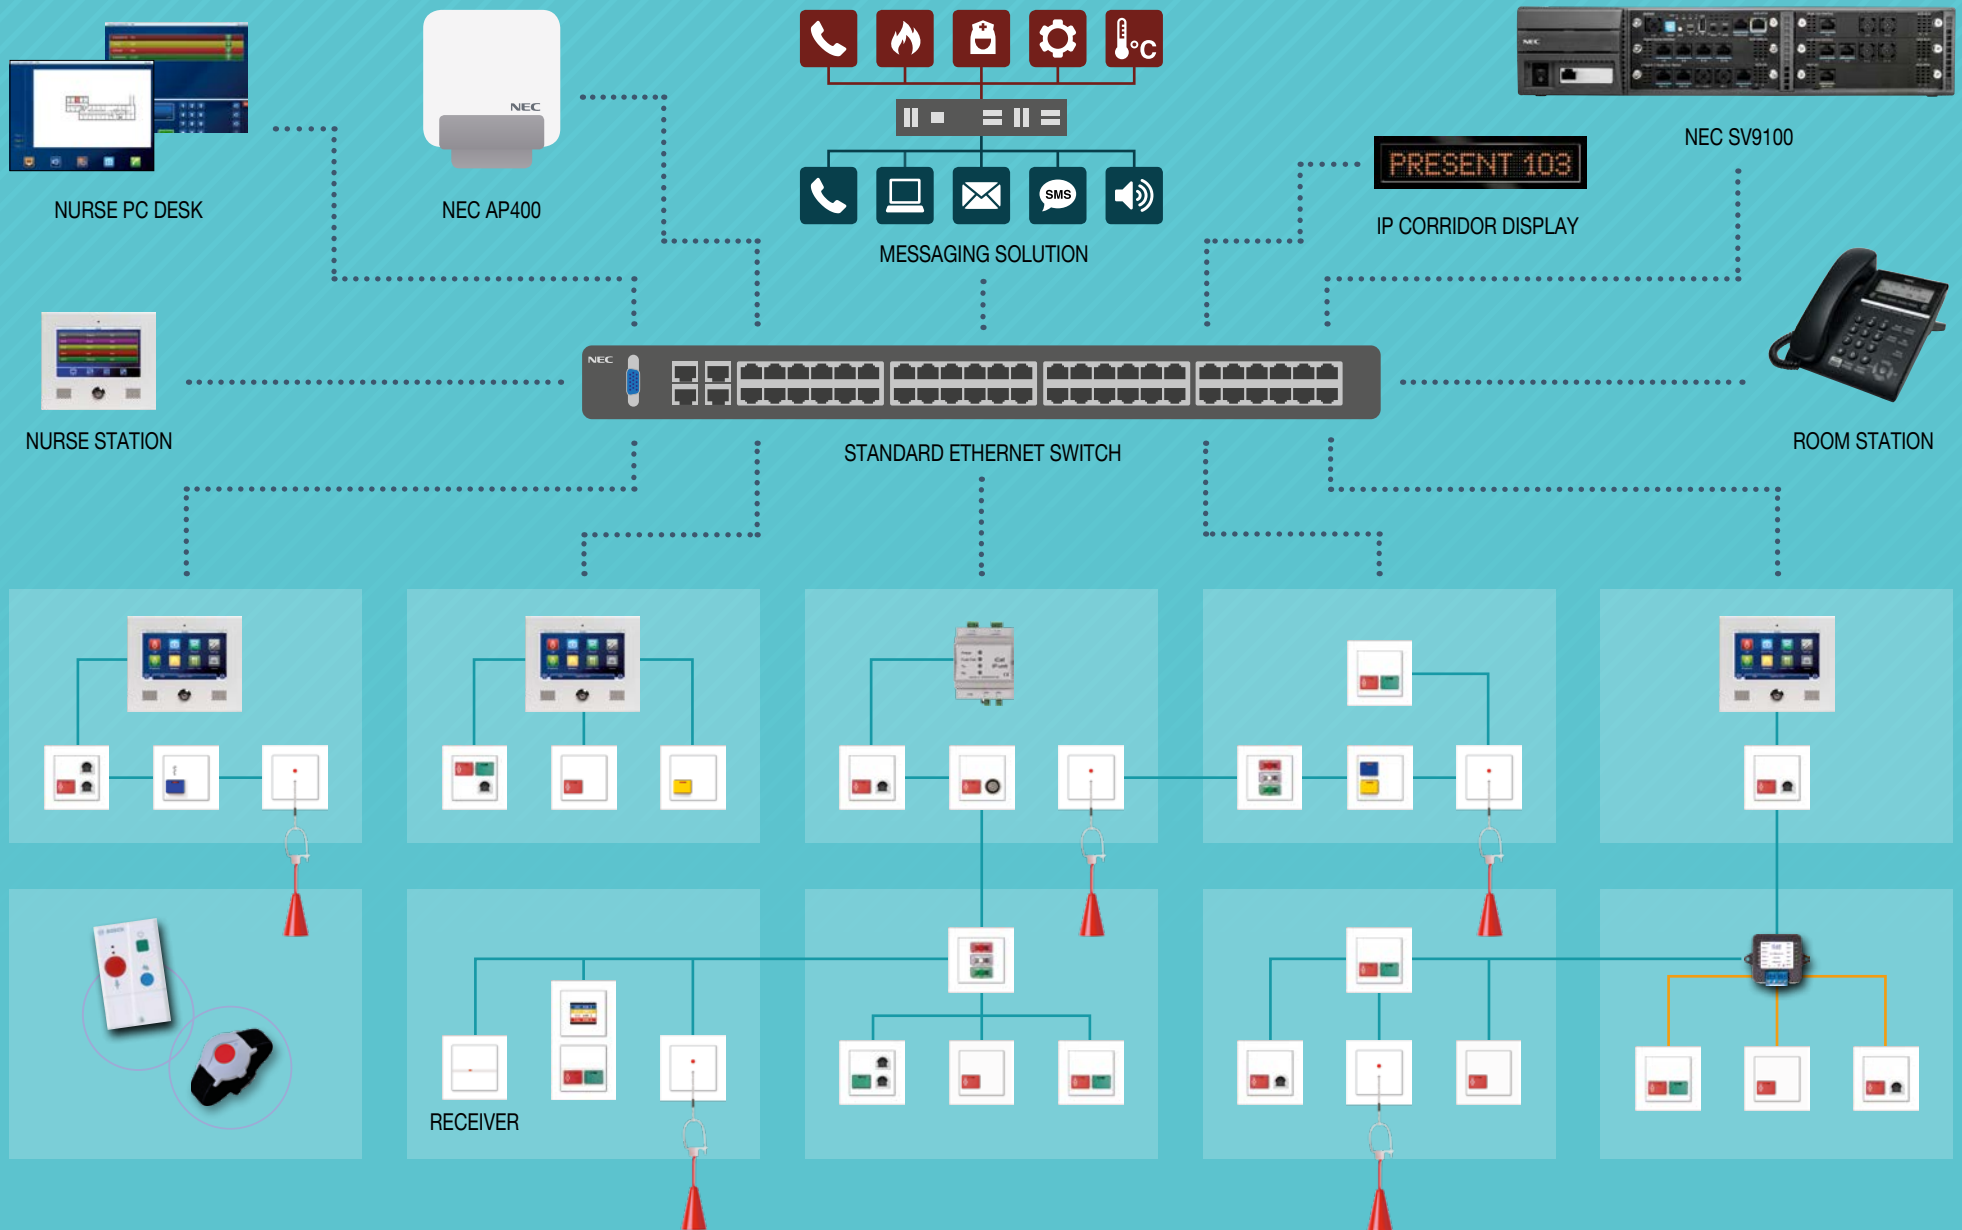 NEC
°C
NEC
PRESENT 103
NEC SV9100
SMS
NURSE PC DESK
NEC AP400
IP CORRIDOR DISPLAY
MESSAGING SOLUTION
NEC
NURSE STATION
STANDARD ETHERNET SWITCH
ROOM STATION
RECEIVER